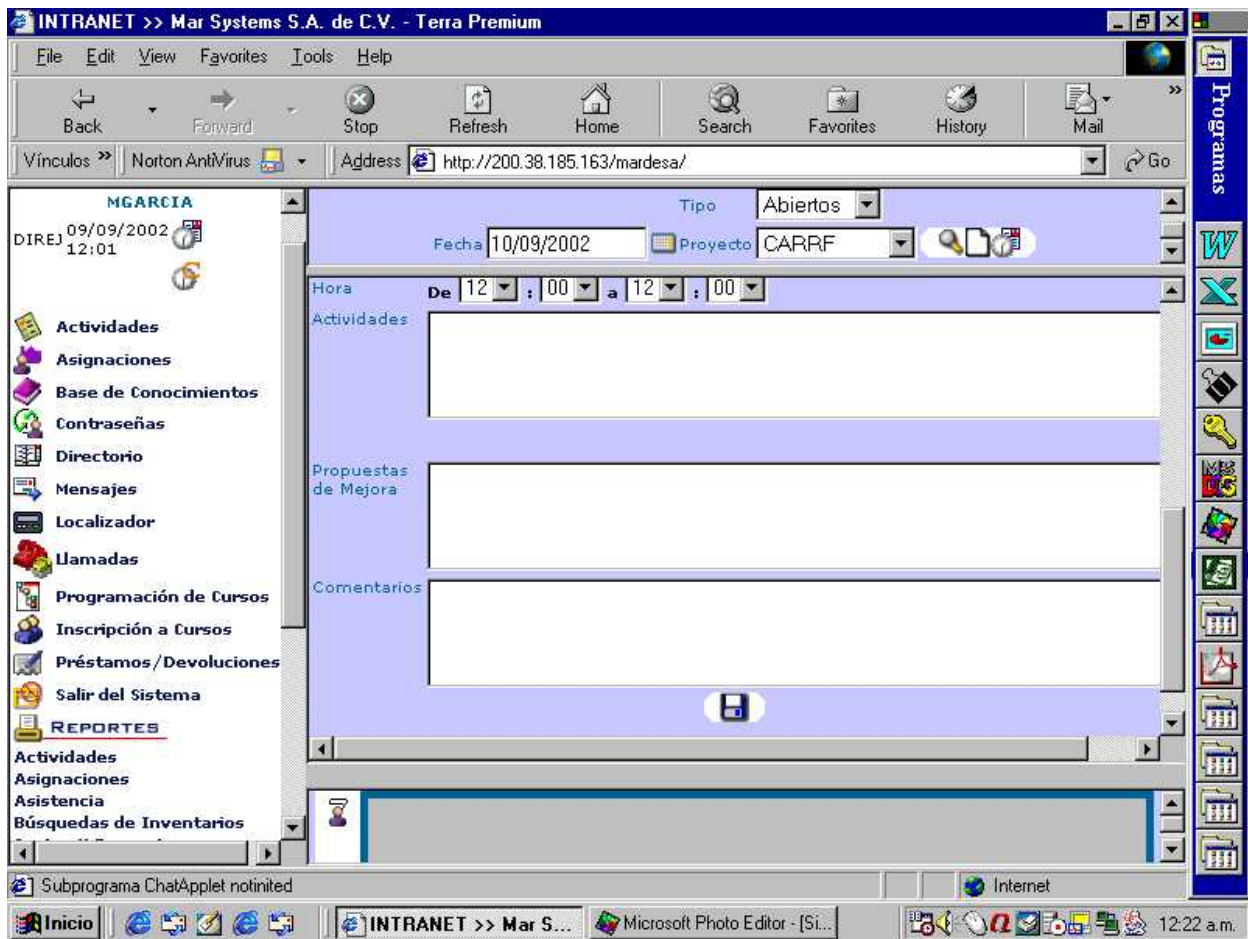 INTRANET >> Mar Systems S.A. de C.V. - Terra Premium
File Edit View Favorites Tools Help
Back Forward Stop Refresh Home Search Favorites History Mail
Vínculos Norton AntiVirus Address http://200.38.185.163/mardesa/ Go
MGARCIA
DIREJ 09/09/2002
12:01
Actividades
Asignaciones
Base de Conocimientos
Contraseñas
Directorio
Mensajes
Localizador
Llamadas
Programación de Cursos
Inscripción a Cursos
Préstamos/Devoluciones
Salir del Sistema
REPORTES
Actividades
Asignaciones
Asistencia
Búsquedas de Inventarios
Tipo Abiertos
Fecha 10/09/2002 Proyecto CARRF
Hora De 12 : 00 a 12 : 00
Actividades
Propuestas
de Mejora
Comentarios
Programas
Subprograma ChatApplet notinited
Internet
Inicio INTRANET >> Mar S... Microsoft Photo Editor - [Si... 12:22 a.m.